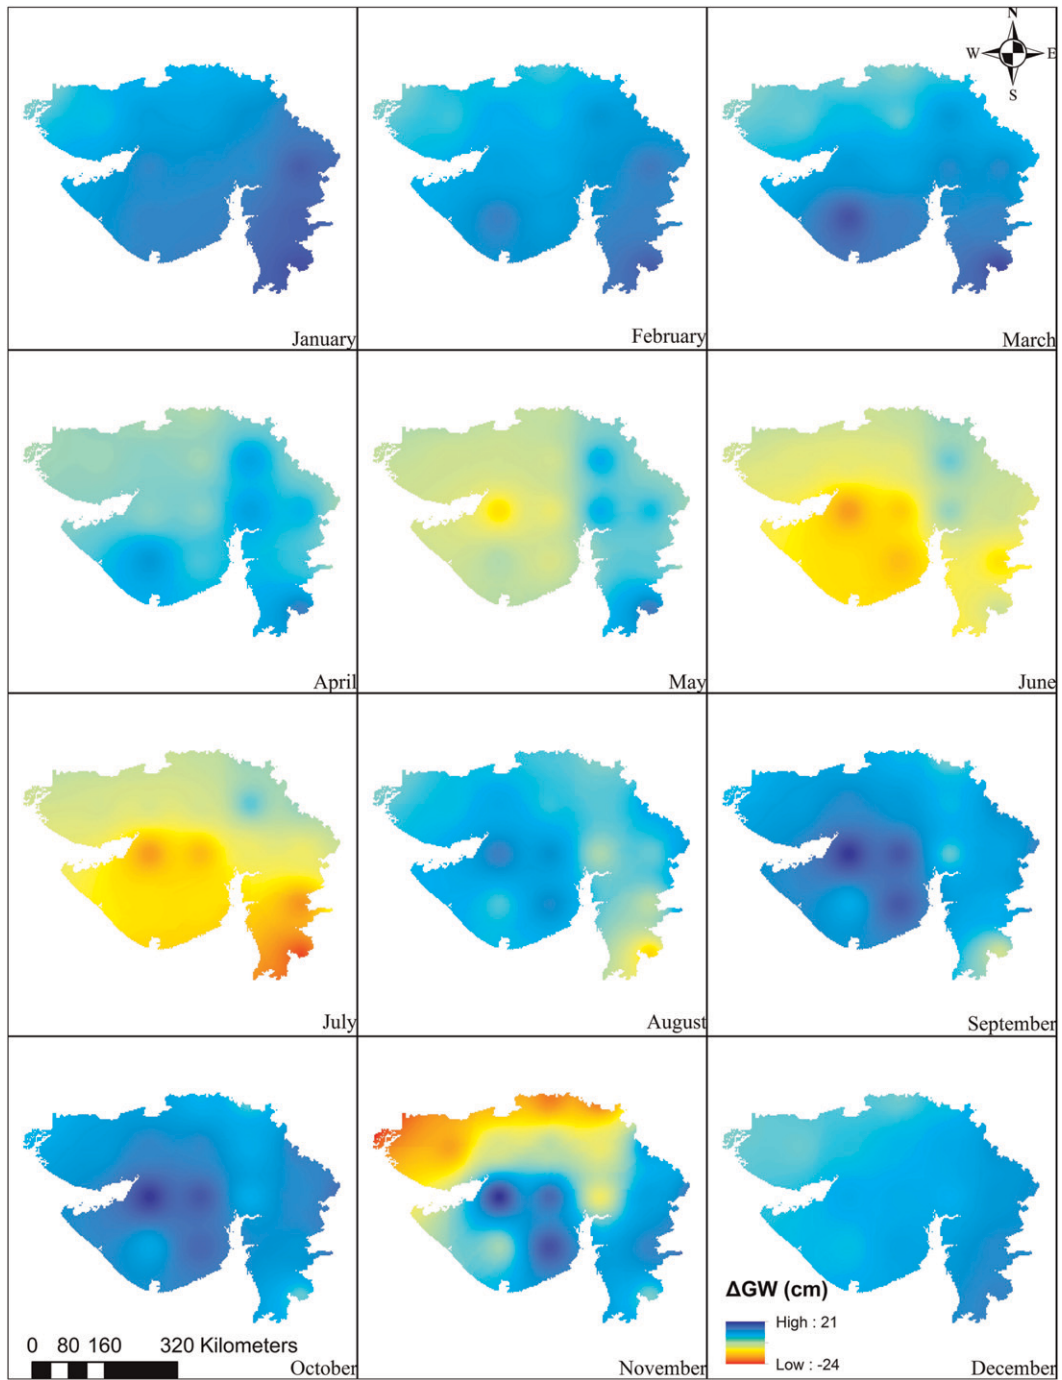 N
W E
S
January
February
March
April
May
June
July
August
September
October
November
December
0 80 160 320 Kilometers
ΔGW (cm)
High : 21
Low : -24